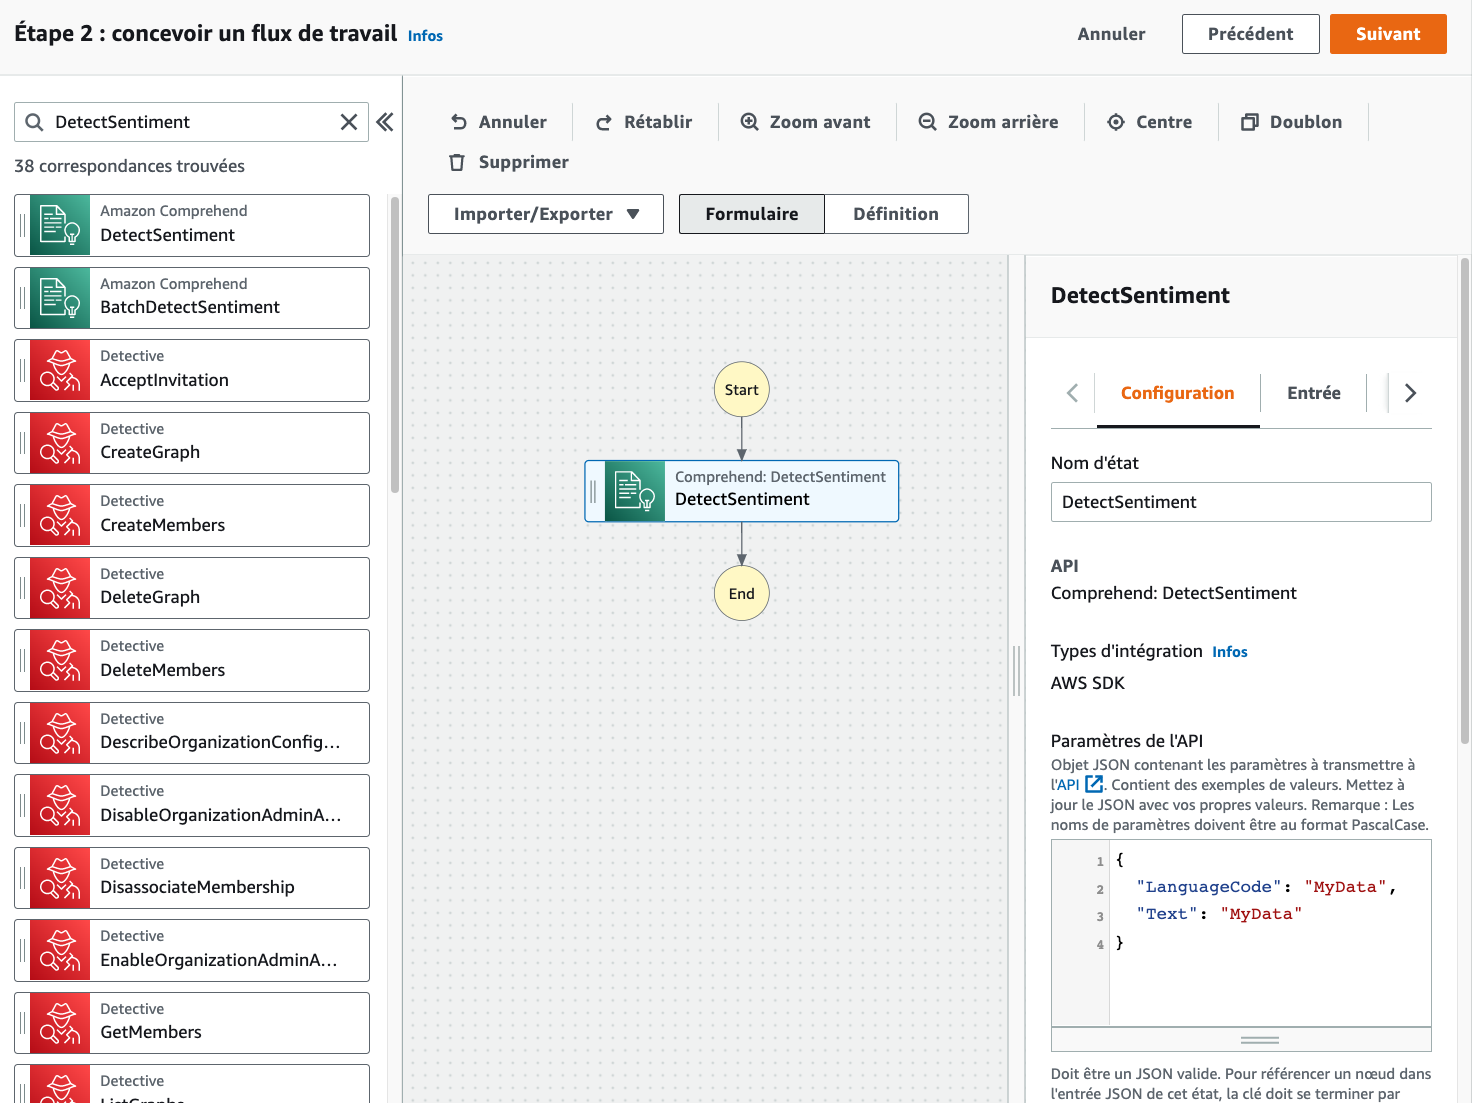 Étape 2 : concevoir un flux de travail Infos
Annuler
Précédent
Suivant
DetectSentiment
38 correspondances trouvées
Amazon Comprehend
DetectSentiment
Amazon Comprehend
BatchDetectSentiment
Detective
AcceptInvitation
Detective
CreateGraph
Detective
CreateMembers
Detective
DeleteGraph
Detective
DeleteMembers
Detective
DescribeOrganizationConfig...
Detective
DisableOrganizationAdminA...
Detective
DisassociateMembership
Detective
EnableOrganizationAdminA...
Detective
GetMembers
Detective
Annuler
Rétablir
Zoom avant
Zoom arrière
Centre
Doublon
Supprimer
Importer/Exporter
Formulaire
Définition
Start
Comprehend: DetectSentiment
DetectSentiment
End
DetectSentiment
Configuration
Entrée
Nom d'état
DetectSentiment
API
Comprehend: DetectSentiment
Types d'intégration Infos
AWS SDK
Paramètres de l'API
Objet JSON contenant les paramètres à transmettre à
l'API . Contient des exemples de valeurs. Mettez à
jour le JSON avec vos propres valeurs. Remarque : Les
noms de paramètres doivent être au format PascalCase.
1 {
2 "LanguageCode": "MyData",
3 "Text": "MyData"
4 }
Doit être un JSON valide. Pour référencer un nœud dans
l'entrée JSON de cet état, la clé doit se terminer par